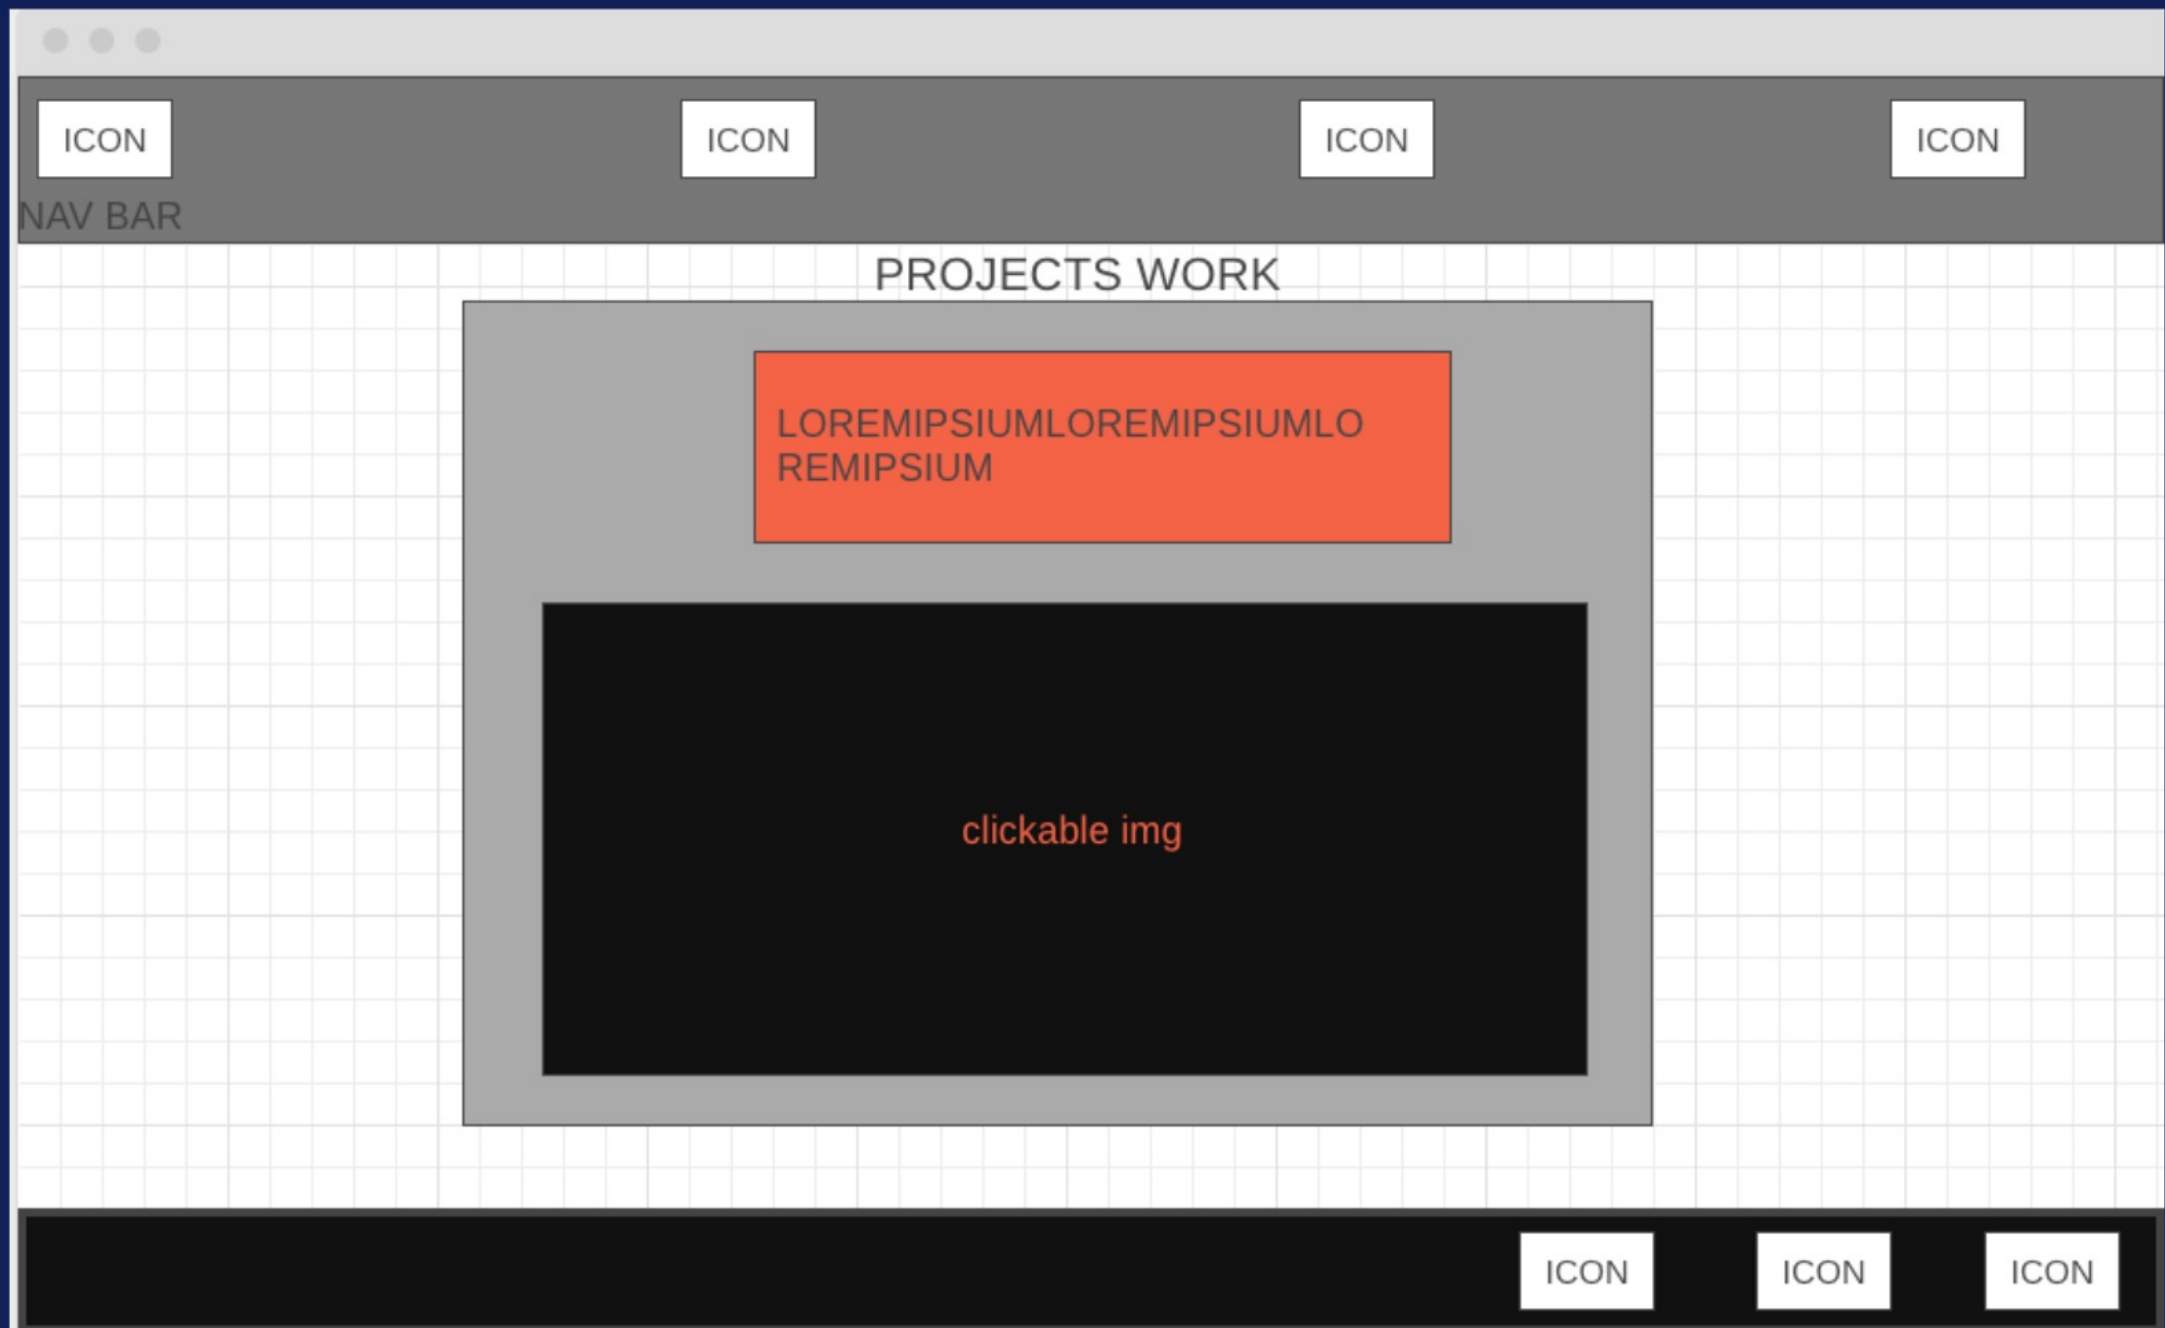 ICON ICON ICON ICON
NAV BAR
PROJECTS WORK
LOREMIPSIUMLOREMIPSIUMLO
REMIPSIUM
clickable img
ICON ICON ICON